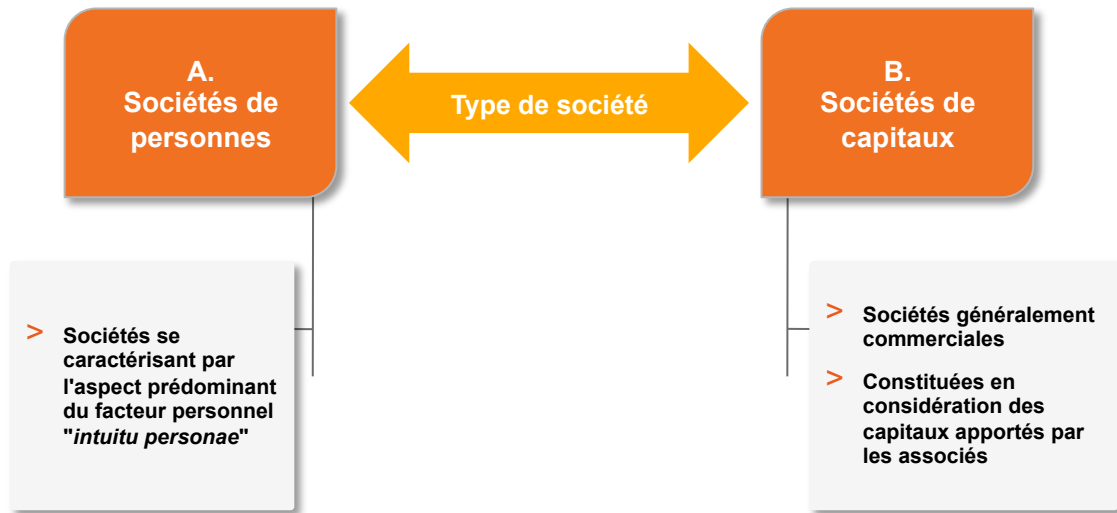 A.
Sociétés de
personnes
Type de société
B.
Sociétés de
capitaux
> Sociétés se
caractérisant par
l'aspect prédominant
du facteur personnel
"intuitu personae"
> Sociétés généralement
commerciales
> Constituées en
considération des
capitaux apportés par
les associés